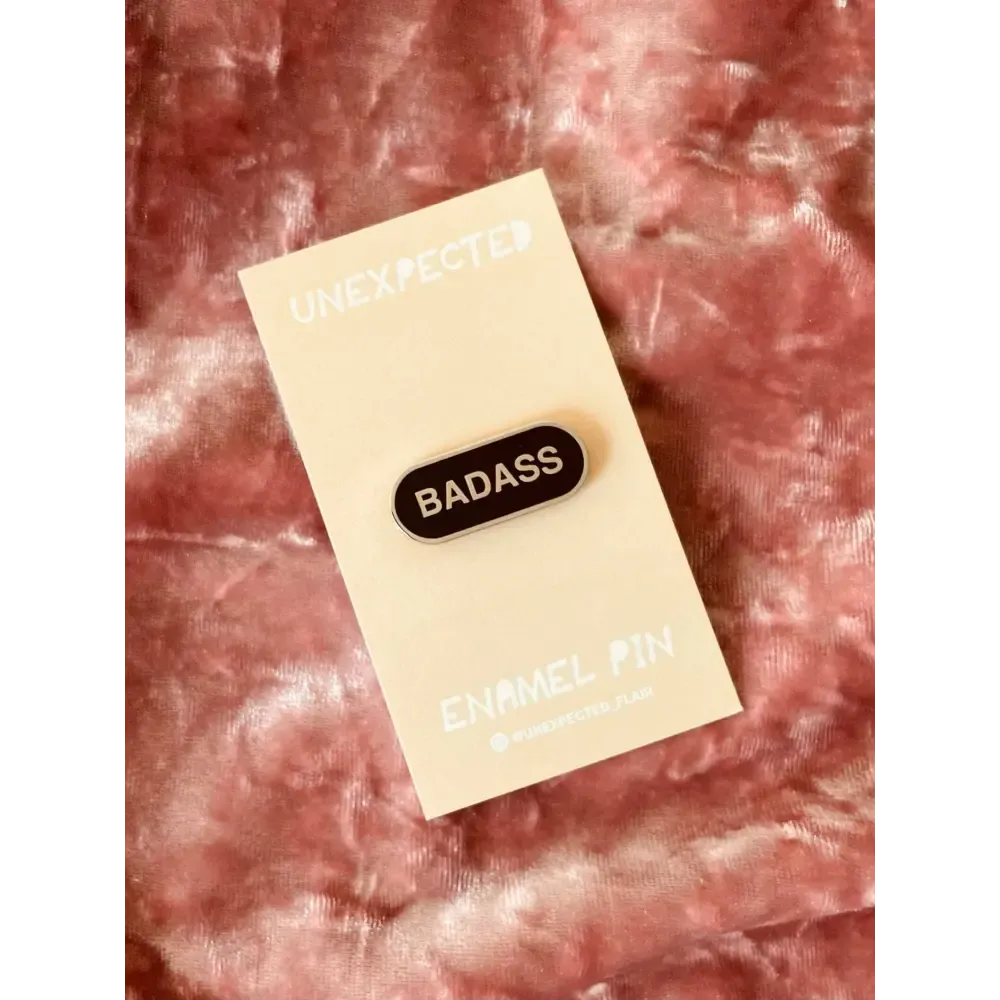 UNEXPECTED
BADASS
ENAMEL PIN
@UNEXPECTED_FLAIR